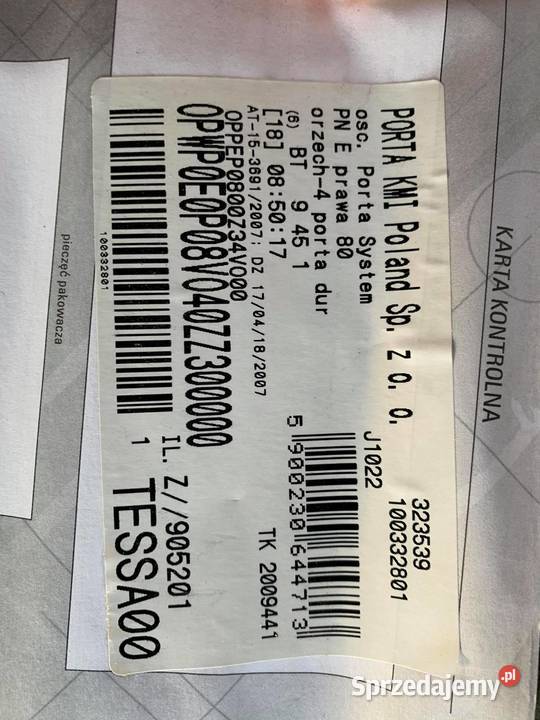 KARTA KONTROLNA
PORTA KMI Poland Sp. z o. o.
323539
100332801
osc. Porta System
J1022
PN E prawa 80
orzech-4 porta dur
(6) BT 9 45 1
[18] 08:50:17
5 900230 644713
AT-15-3691/2007: DZ 17/04/18/2007
TK 2009441
OPPEP0800Z34V000
OPWP0E0P08V040ZZ300000
IL. Z//905201
1 TESSA00
100332801
pieczęć pakowacza
Sprzedajemy.pl